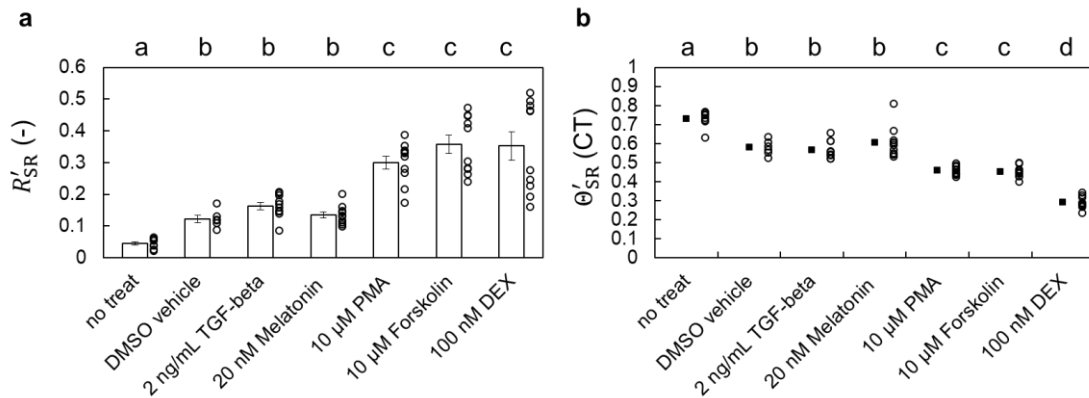 a
a b b b c c c
0.6
0.5
0.4
0.3
0.2
0.1
0
R′SR (-)
no treat
DMSO vehicle
2 ng/mL TGF-beta
20 nM Melatonin
10 µM PMA
10 µM Forskolin
100 nM DEX
b
a b b b c c d
1
0.9
0.8
0.7
0.6
0.5
0.4
0.3
0.2
0.1
0
Θ′SR (CT)
no treat
DMSO vehicle
2 ng/mL TGF-beta
20 nM Melatonin
10 µM PMA
10 µM Forskolin
100 nM DEX